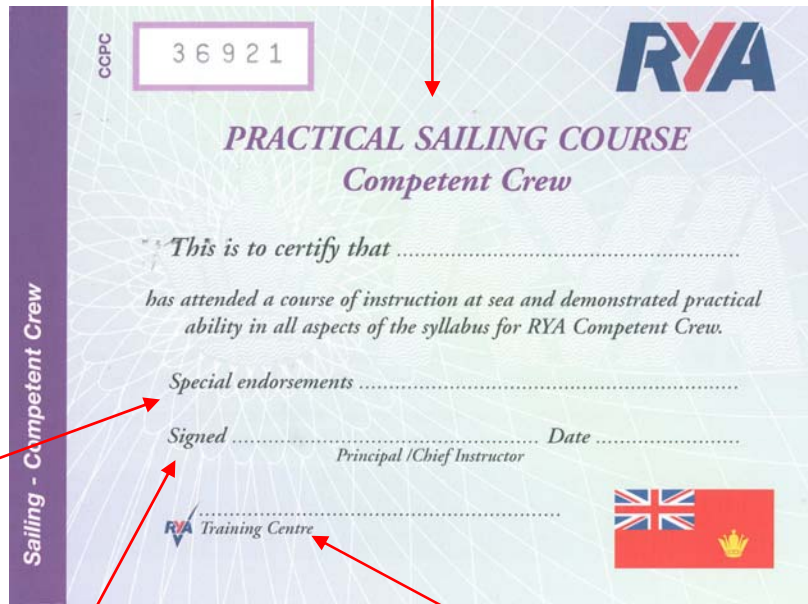 CCPC
36921
RYA
PRACTICAL SAILING COURSE
Competent Crew
This is to certify that ..........................................................
has attended a course of instruction at sea and demonstrated practical
ability in all aspects of the syllabus for RYA Competent Crew.
Special endorsements ................................................................
Signed .................................................... Date ........................
Principal /Chief Instructor
.............................................................
RYA Training Centre
Sailing - Competent Crew